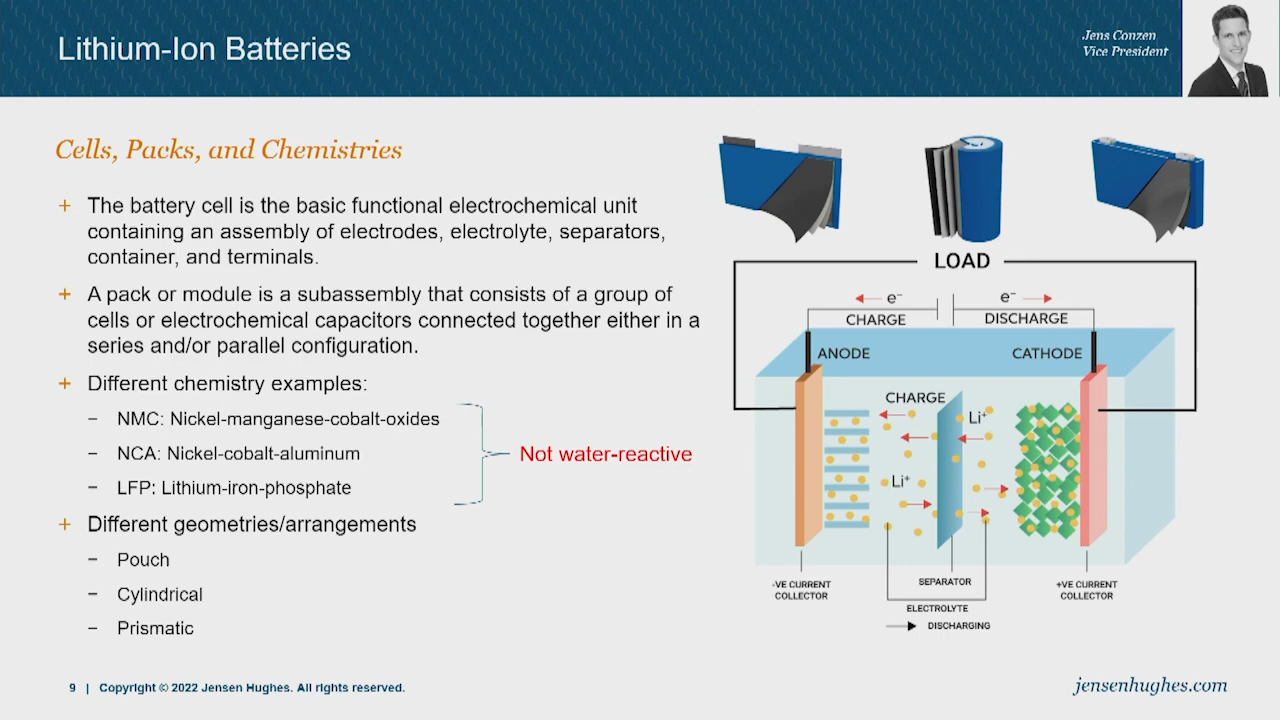 Lithium-Ion Batteries
Jens Conzen
Vice President
Cells, Packs, and Chemistries
+ The battery cell is the basic functional electrochemical unit
containing an assembly of electrodes, electrolyte, separators,
container, and terminals.
+ A pack or module is a subassembly that consists of a group of
cells or electrochemical capacitors connected together either in a
series and/or parallel configuration.
+ Different chemistry examples:
− NMC: Nickel-manganese-cobalt-oxides
− NCA: Nickel-cobalt-aluminum
− LFP: Lithium-iron-phosphate
Not water-reactive
+ Different geometries/arrangements
− Pouch
− Cylindrical
− Prismatic
LOAD
e⁻
e⁻
CHARGE
DISCHARGE
ANODE
CATHODE
CHARGE
Li⁺
Li⁺
-VE CURRENT
COLLECTOR
SEPARATOR
+VE CURRENT
COLLECTOR
ELECTROLYTE
DISCHARGING
9 | Copyright © 2022 Jensen Hughes. All rights reserved.
jensenhughes.com